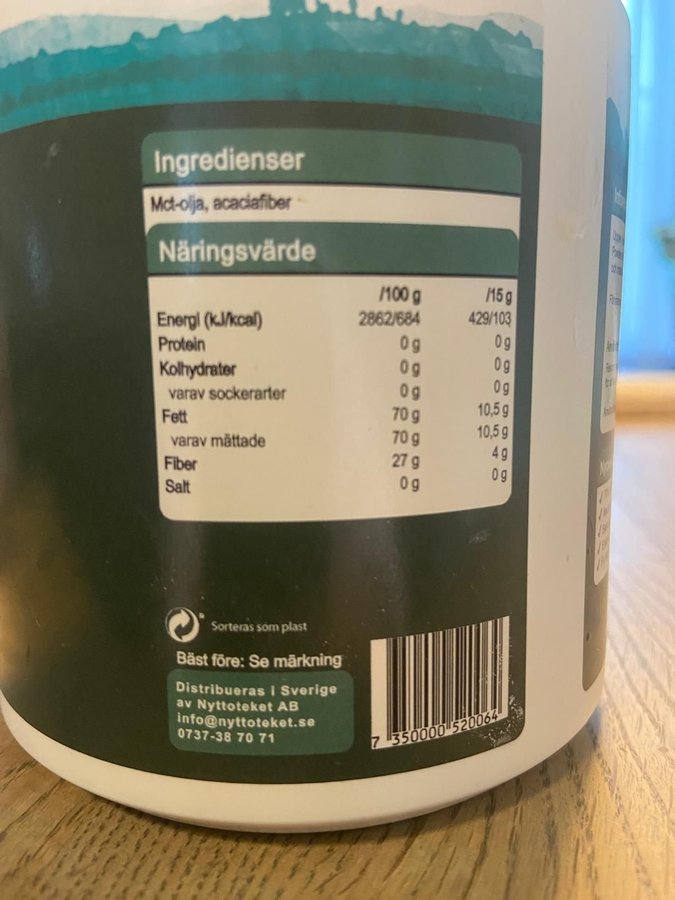 Ingredienser
Mct-olja, acaciafiber
Näringsvärde
/100 g /15 g
Energi (kJ/kcal) 2862/684 429/103
Protein 0 g 0 g
Kolhydrater 0 g 0 g
varav sockerarter 0 g 0 g
Fett 70 g 10,5 g
varav mättade 70 g 10,5 g
Fiber 27 g 4 g
Salt 0 g 0 g
Sorteras som plast
Bäst före: Se märkning
Distribueras i Sverige
av Nyttoteket AB
info@nyttoteket.se
0737-38 70 71
7 350000 520064